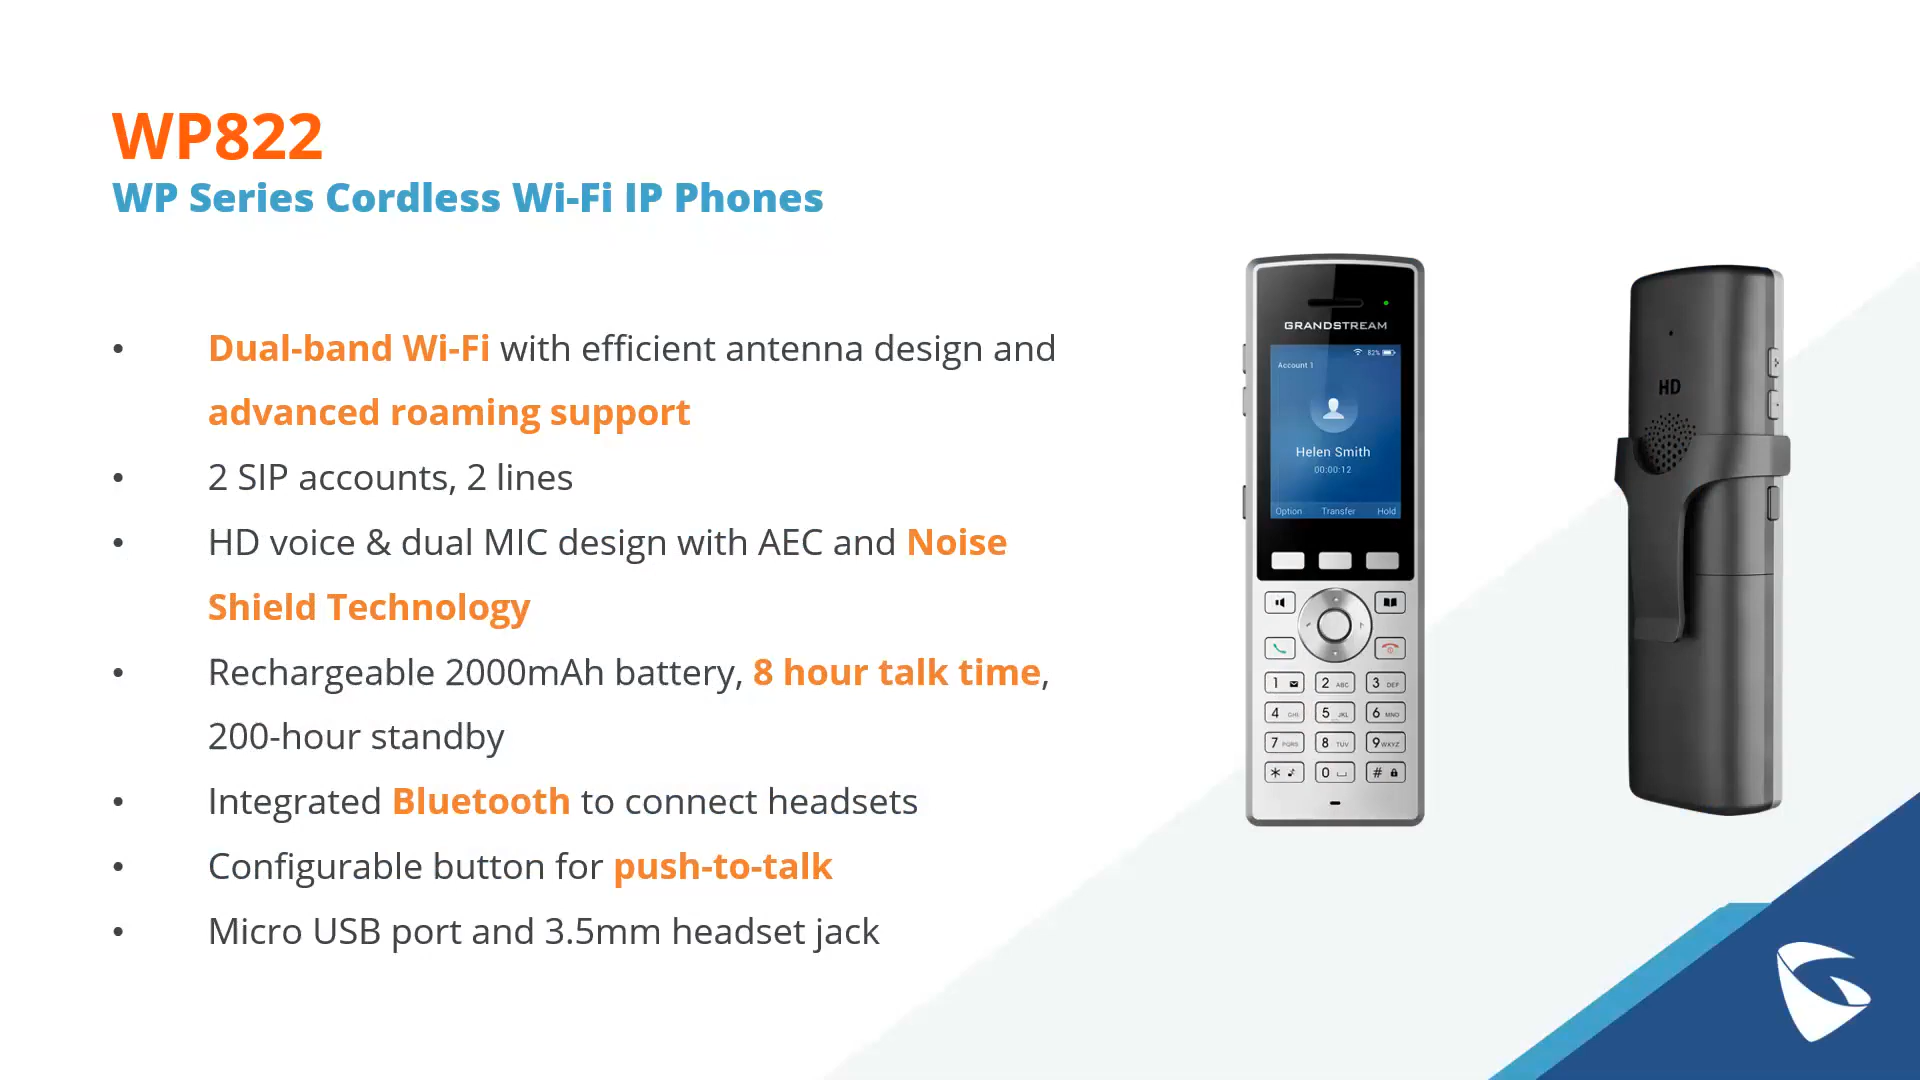 WP822
WP Series Cordless Wi-Fi IP Phones
• Dual-band Wi-Fi with efficient antenna design and
advanced roaming support
• 2 SIP accounts, 2 lines
• HD voice & dual MIC design with AEC and Noise
Shield Technology
• Rechargeable 2000mAh battery, 8 hour talk time,
200-hour standby
• Integrated Bluetooth to connect headsets
• Configurable button for push-to-talk
• Micro USB port and 3.5mm headset jack
GRANDSTREAM
82%
Account 1
Helen Smith
00:00:12
Option Transfer Hold
1 2 ABC 3 DEF
4 GHI 5 JKL 6 MNO
7 PQRS 8 TUV 9 WXYZ
* 0 #
HD